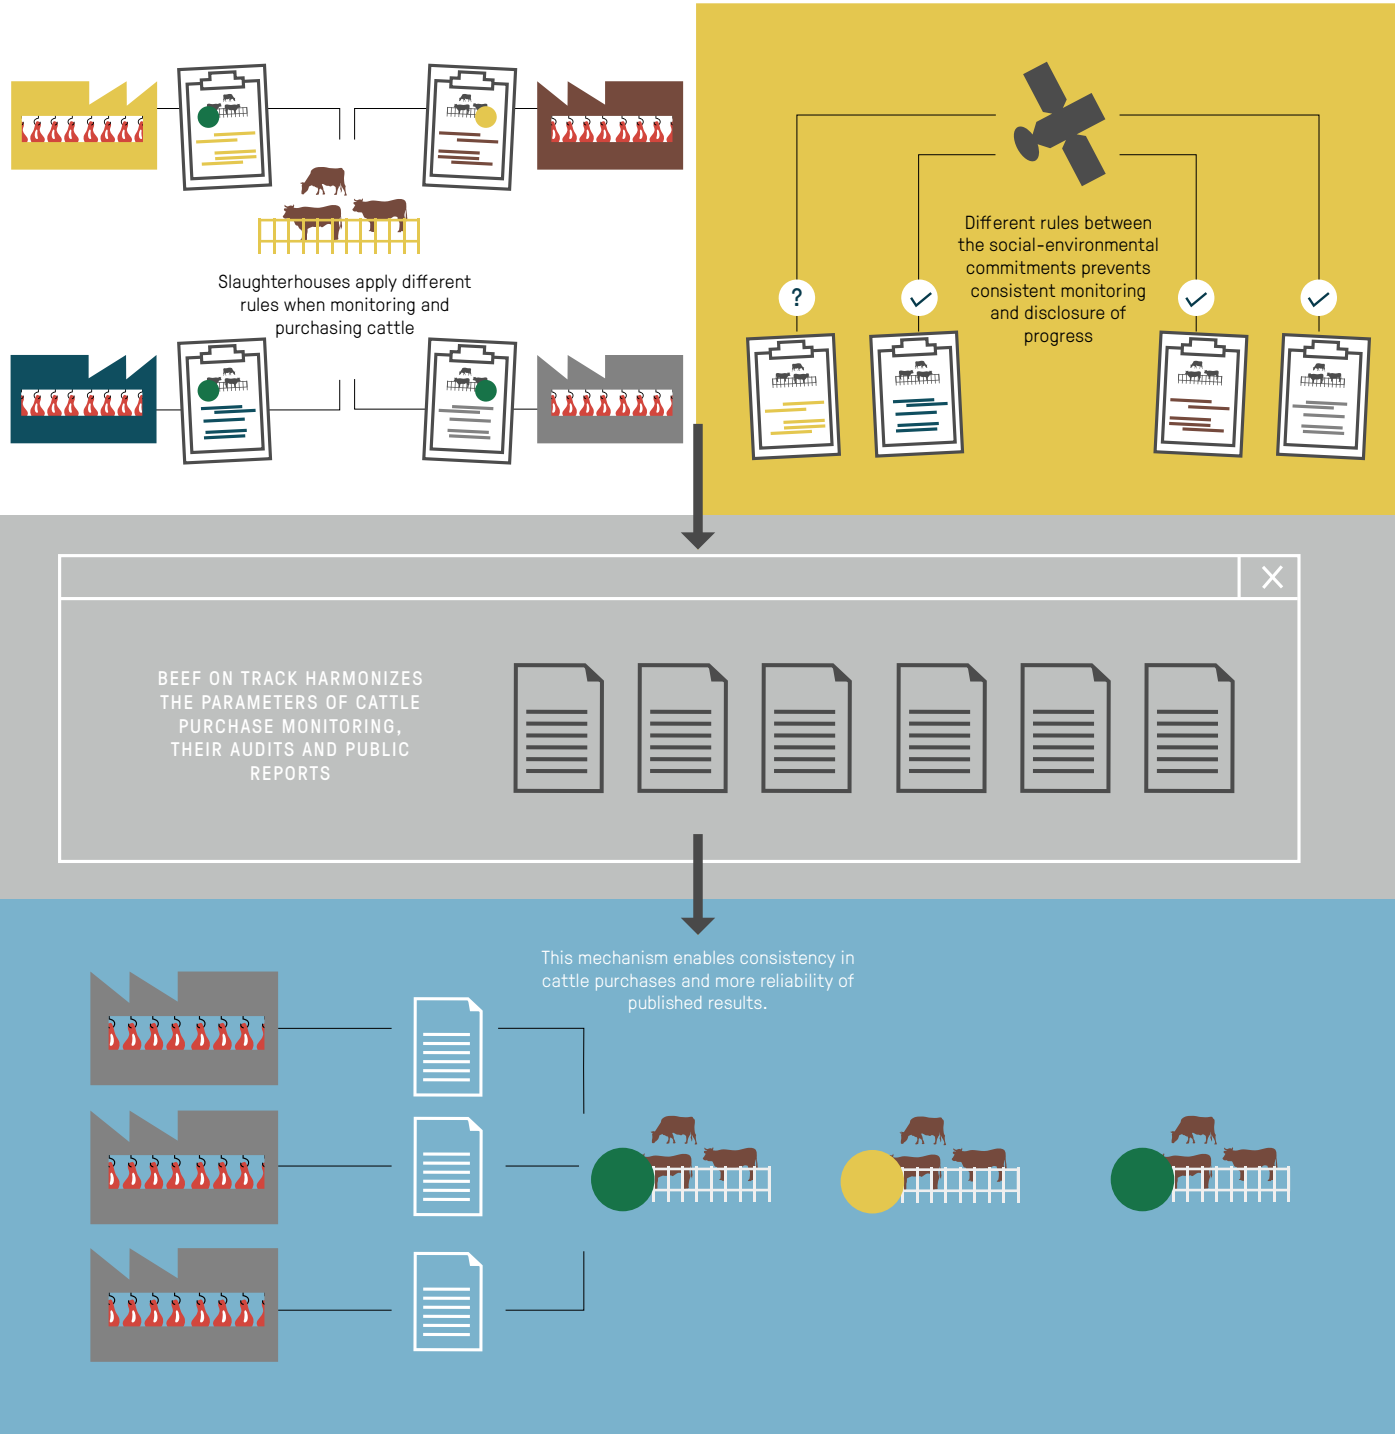 Slaughterhouses apply different
rules when monitoring and
purchasing cattle
Different rules between
the social-environmental
commitments prevents
consistent monitoring
and disclosure of
progress
?
BEEF ON TRACK HARMONIZES
THE PARAMETERS OF CATTLE
PURCHASE MONITORING,
THEIR AUDITS AND PUBLIC
REPORTS
This mechanism enables consistency in
cattle purchases and more reliability of
published results.